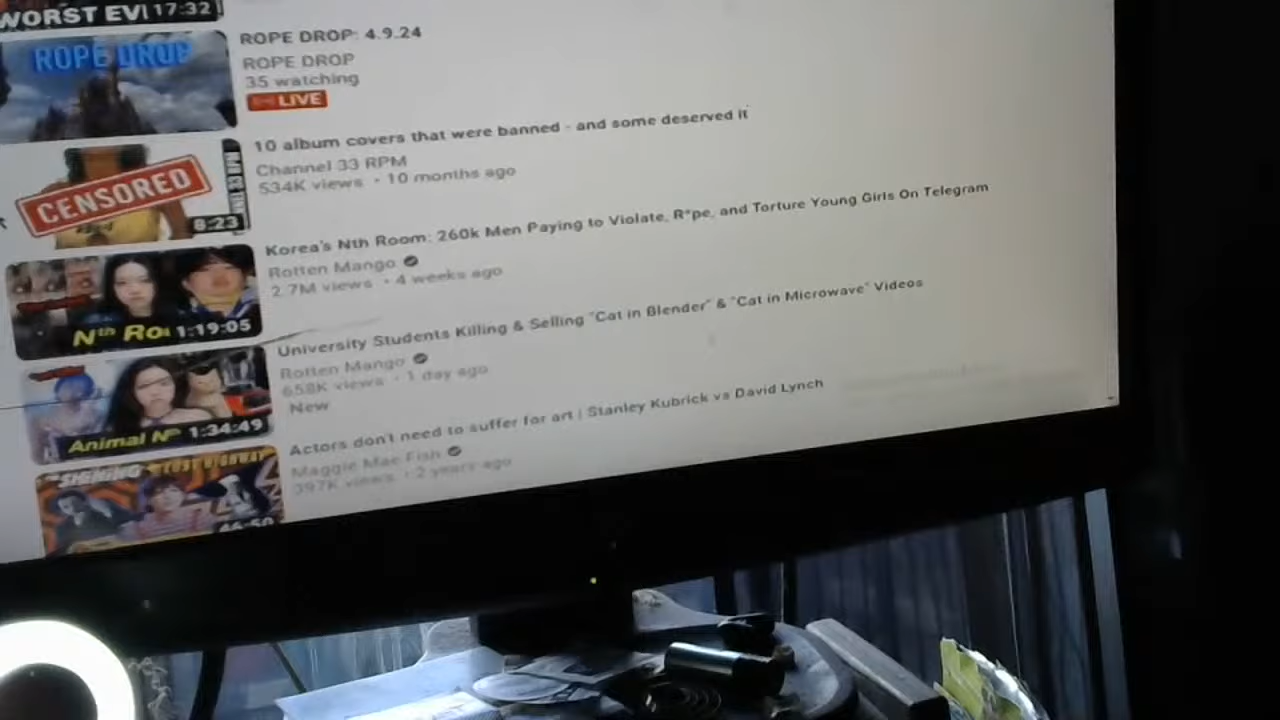 WORST EVI 17:32
ROPE DROP
ROPE DROP: 4.9.24
ROPE DROP
35 watching
LIVE
CENSORED
8:23
10 album covers that were banned - and some deserved it
Channel 33 RPM
534K views • 10 months ago
Nth Ro 1:19:05
Korea's Nth Room: 260k Men Paying to Violate, R*pe, and Torture Young Girls On Telegram
Rotten Mango
2.7M views • 4 weeks ago
Animal N 1:34:49
University Students Killing & Selling "Cat in Blender" & "Cat in Microwave" Videos
Rotten Mango
658K views • 1 day ago
New
LOST HIGHWAY
46:50
Actors don't need to suffer for art | Stanley Kubrick vs David Lynch
Maggie Mae Fish
397K views • 2 years ago